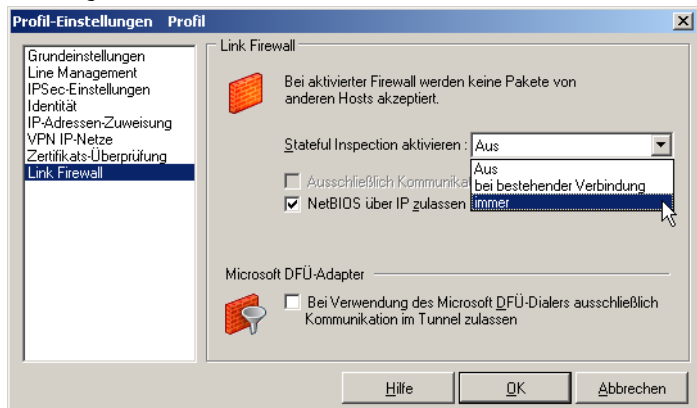 Profil-Einstellungen Profil
Grundeinstellungen
Line Management
IPSec-Einstellungen
Identität
IP-Adressen-Zuweisung
VPN IP-Netze
Zertifikats-Überprüfung
Link Firewall
Link Firewall
Bei aktivierter Firewall werden keine Pakete von
anderen Hosts akzeptiert.
Stateful Inspection aktivieren : Aus
Aus
bei bestehender Verbindung
immer
Ausschließlich Kommunikat
NetBIOS über IP zulassen
Microsoft DFÜ-Adapter
Bei Verwendung des Microsoft DFÜ-Dialers ausschließlich
Kommunikation im Tunnel zulassen
Hilfe
OK
Abbrechen